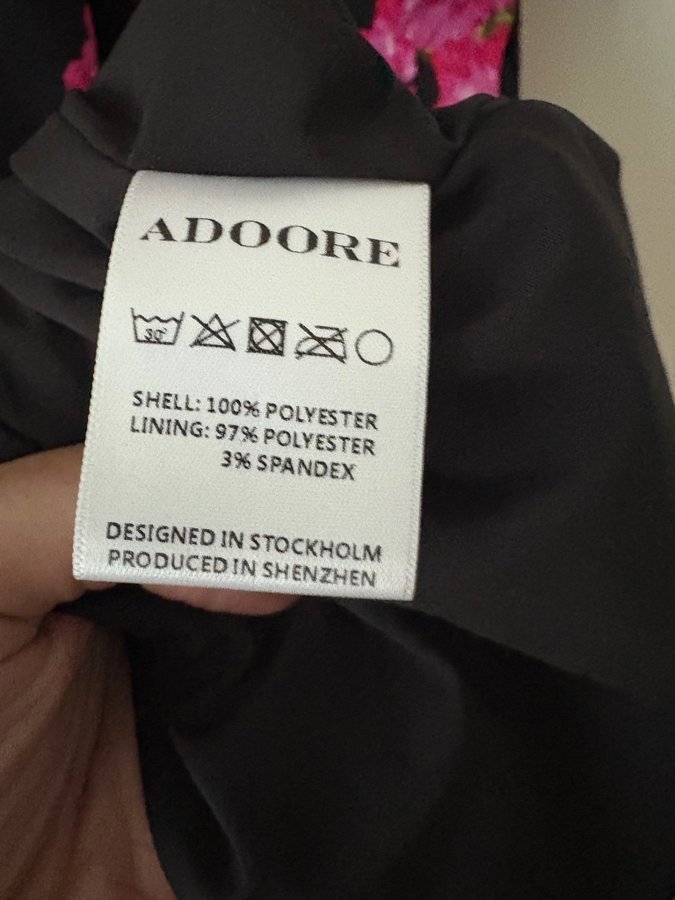 ADOORE
30°
SHELL: 100% POLYESTER
LINING: 97% POLYESTER
3% SPANDEX
DESIGNED IN STOCKHOLM
PRODUCED IN SHENZHEN